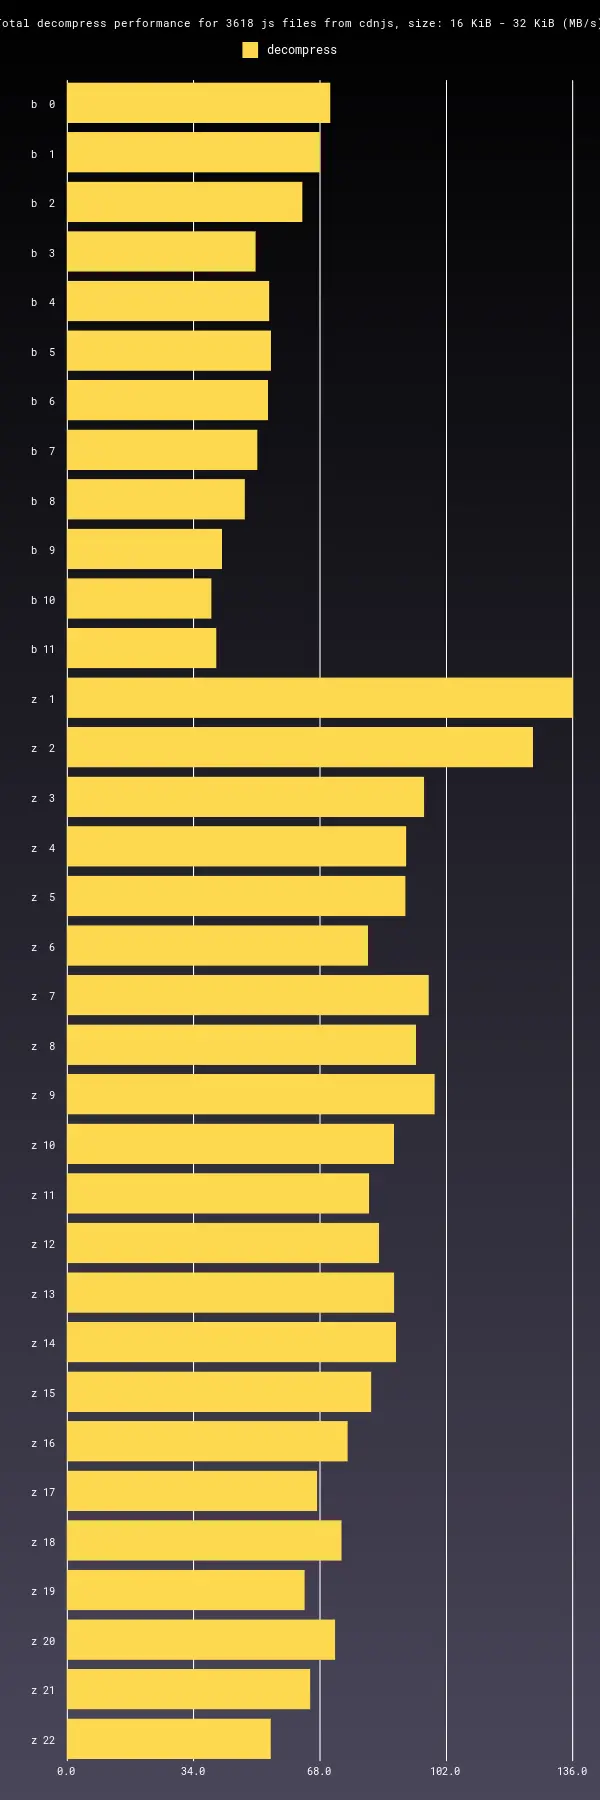 Total decompress performance for 3618 js files from cdnjs, size: 16 KiB - 32 KiB (MB/s)
decompress
b 0
b 1
b 2
b 3
b 4
b 5
b 6
b 7
b 8
b 9
b 10
b 11
z 1
z 2
z 3
z 4
z 5
z 6
z 7
z 8
z 9
z 10
z 11
z 12
z 13
z 14
z 15
z 16
z 17
z 18
z 19
z 20
z 21
z 22
0.0 34.0 68.0 102.0 136.0